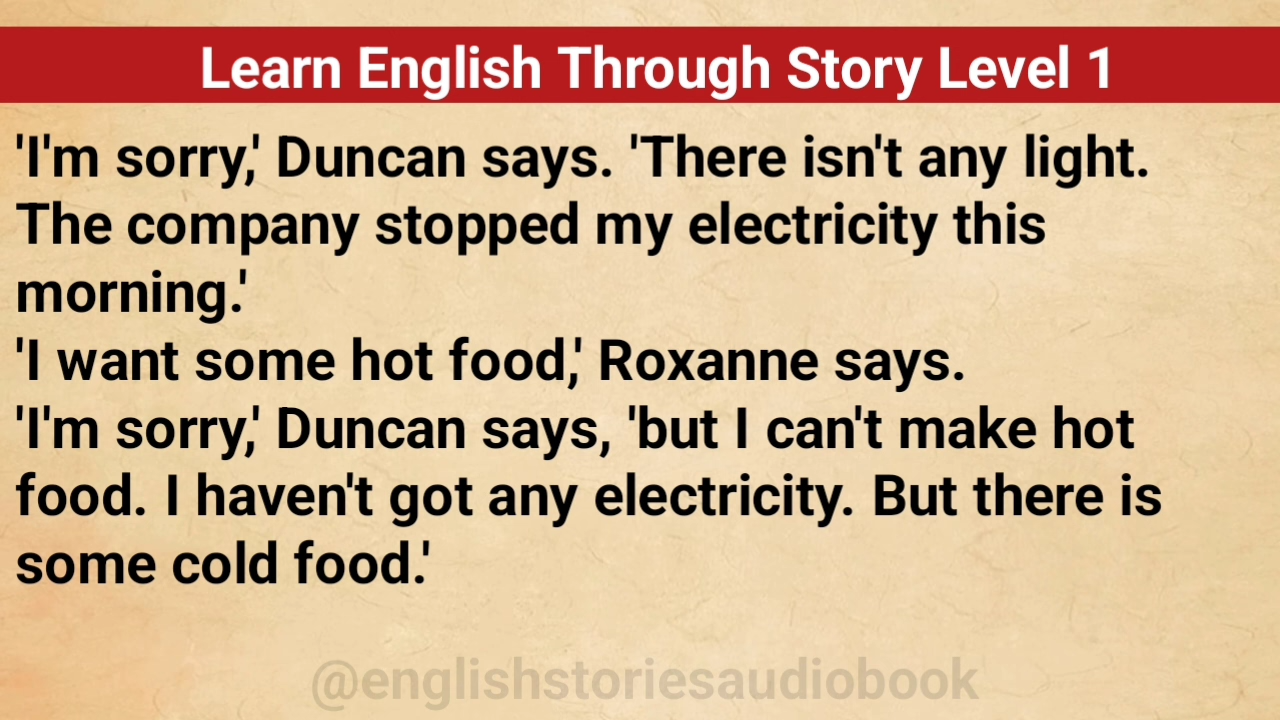 Learn English Through Story Level 1
'I'm sorry,' Duncan says. 'There isn't any light.
The company stopped my electricity this
morning.'
'I want some hot food,' Roxanne says.
'I'm sorry,' Duncan says, 'but I can't make hot
food. I haven't got any electricity. But there is
some cold food.'
@englishstoriesaudiobook